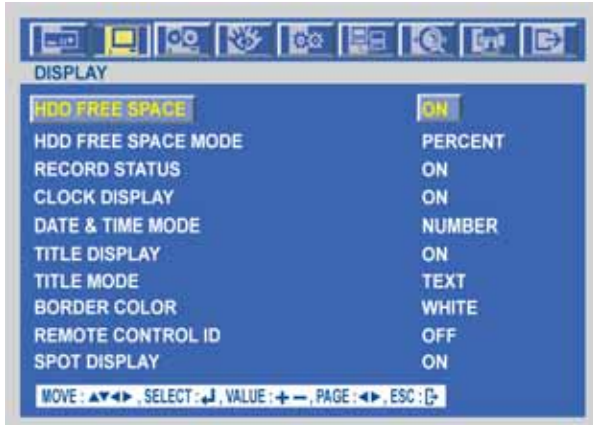 DISPLAY
HDD FREE SPACE ON
HDD FREE SPACE MODE PERCENT
RECORD STATUS ON
CLOCK DISPLAY ON
DATE & TIME MODE NUMBER
TITLE DISPLAY ON
TITLE MODE TEXT
BORDER COLOR WHITE
REMOTE CONTROL ID OFF
SPOT DISPLAY ON
MOVE : ▲▼◀▶ , SELECT : ↲ , VALUE : + − , PAGE : ◀▶ , ESC :